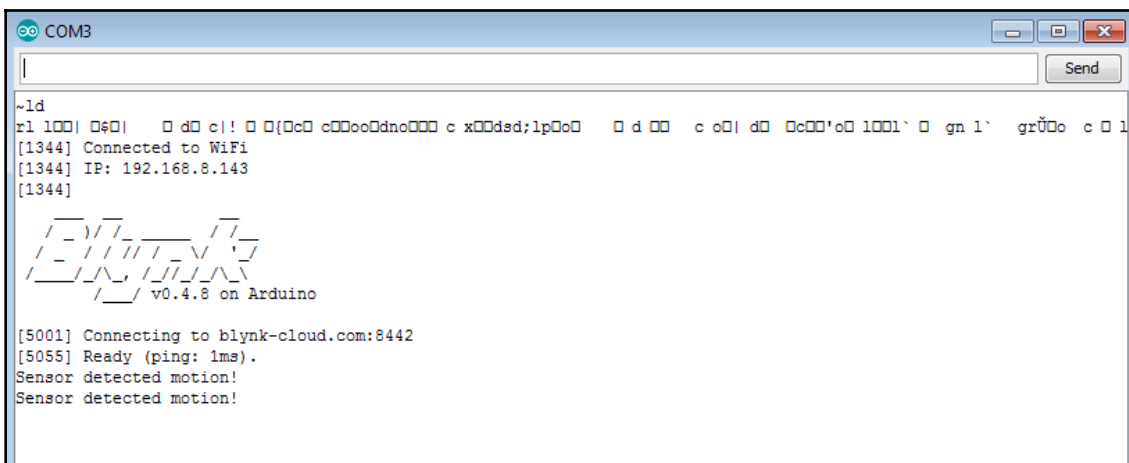 COM3
Send
~ld
[1344] Connected to WiFi
[1344] IP: 192.168.8.143
[1344]
Blynk
v0.4.8 on Arduino
[5001] Connecting to blynk-cloud.com:8442
[5055] Ready (ping: 1ms).
Sensor detected motion!
Sensor detected motion!